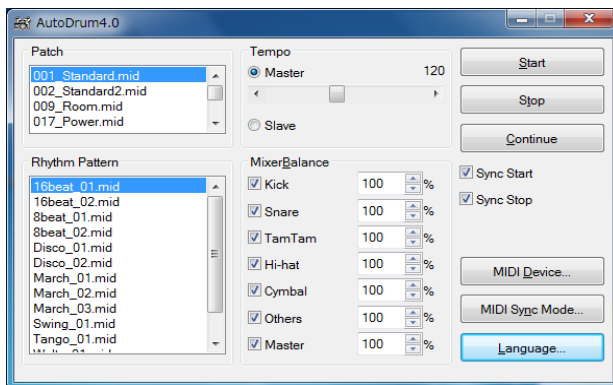 AutoDrum4.0
Patch
001_Standard.mid
002_Standard2.mid
009_Room.mid
017_Power.mid
Tempo
Master 120
Slave
Start
Stop
Continue
Sync Start
Sync Stop
Rhythm Pattern
16beat_01.mid
16beat_02.mid
8beat_01.mid
8beat_02.mid
Disco_01.mid
Disco_02.mid
March_01.mid
March_02.mid
March_03.mid
Swing_01.mid
Tango_01.mid
MixerBalance
Kick 100 %
Snare 100 %
TamTam 100 %
Hi-hat 100 %
Cymbal 100 %
Others 100 %
Master 100 %
MIDI Device...
MIDI Sync Mode...
Language...